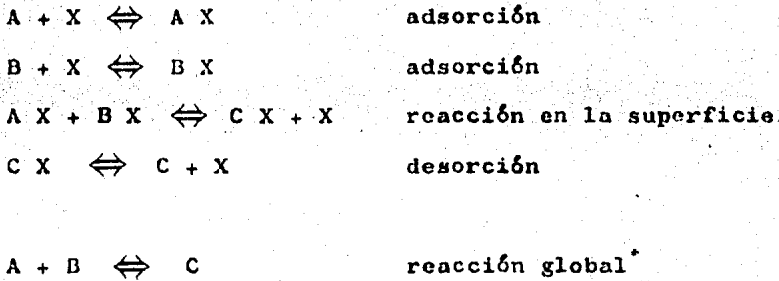 A + X ⇔ A X adsorción
B + X ⇔ B X adsorción
A X + B X ⇔ C X + X reacción en la superficie
C X ⇔ C + X desorción
A + B ⇔ C reacción global*